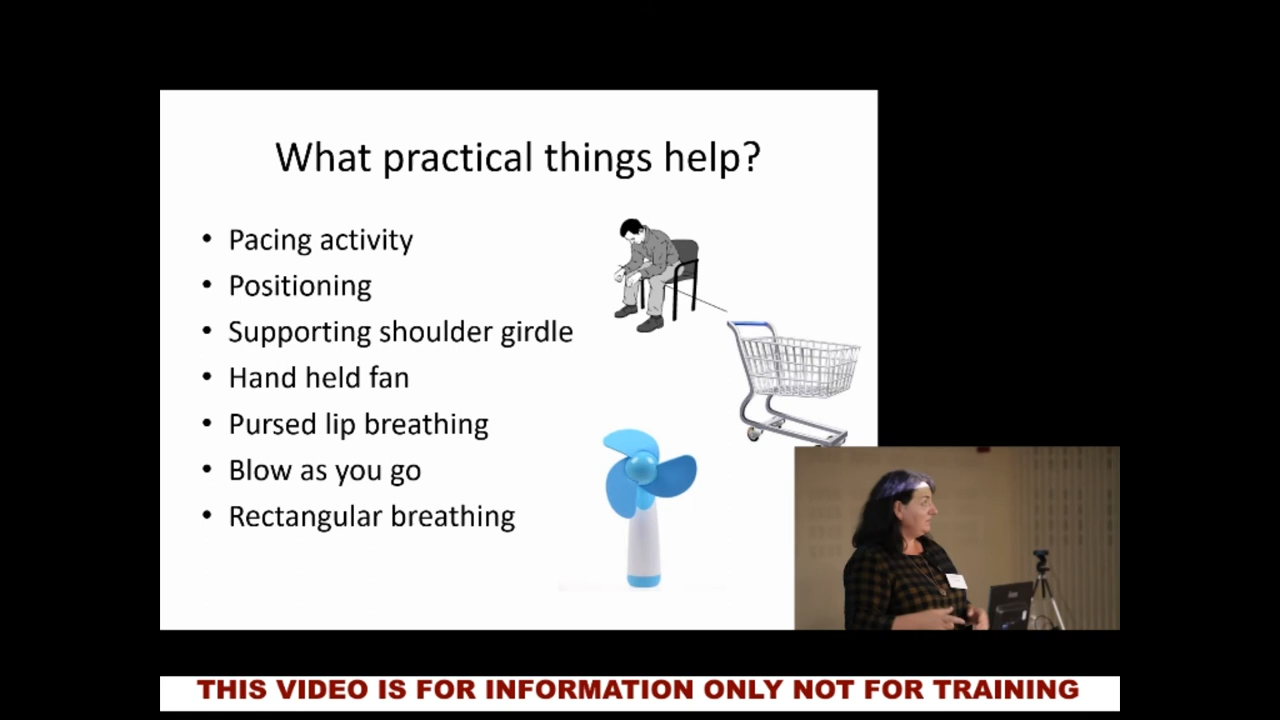 What practical things help?
• Pacing activity
• Positioning
• Supporting shoulder girdle
• Hand held fan
• Pursed lip breathing
• Blow as you go
• Rectangular breathing
THIS VIDEO IS FOR INFORMATION ONLY NOT FOR TRAINING